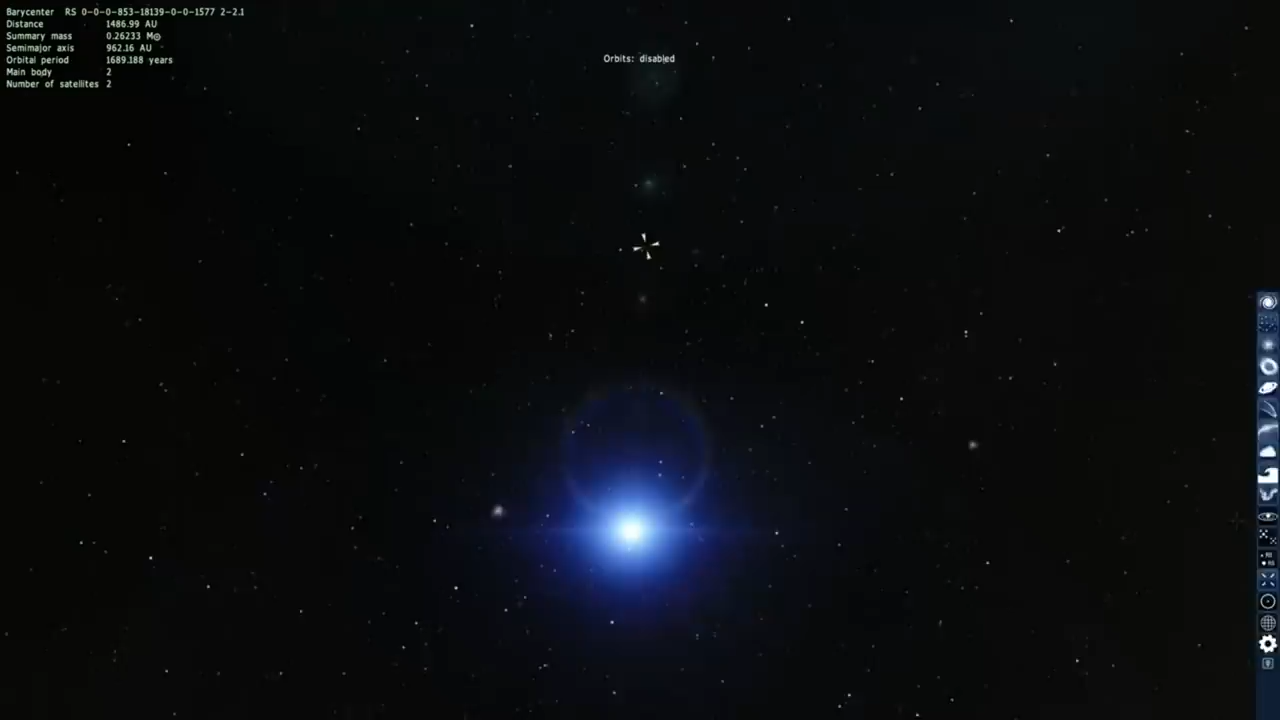 Barycenter RS 0-0-0-853-18139-0-0-1577 2-2.1
Distance 1486.99 AU
Summary mass 0.26233 M☉
Semimajor axis 962.16 AU
Orbital period 1689.188 years
Main body 2
Number of satellites 2
Orbits: disabled